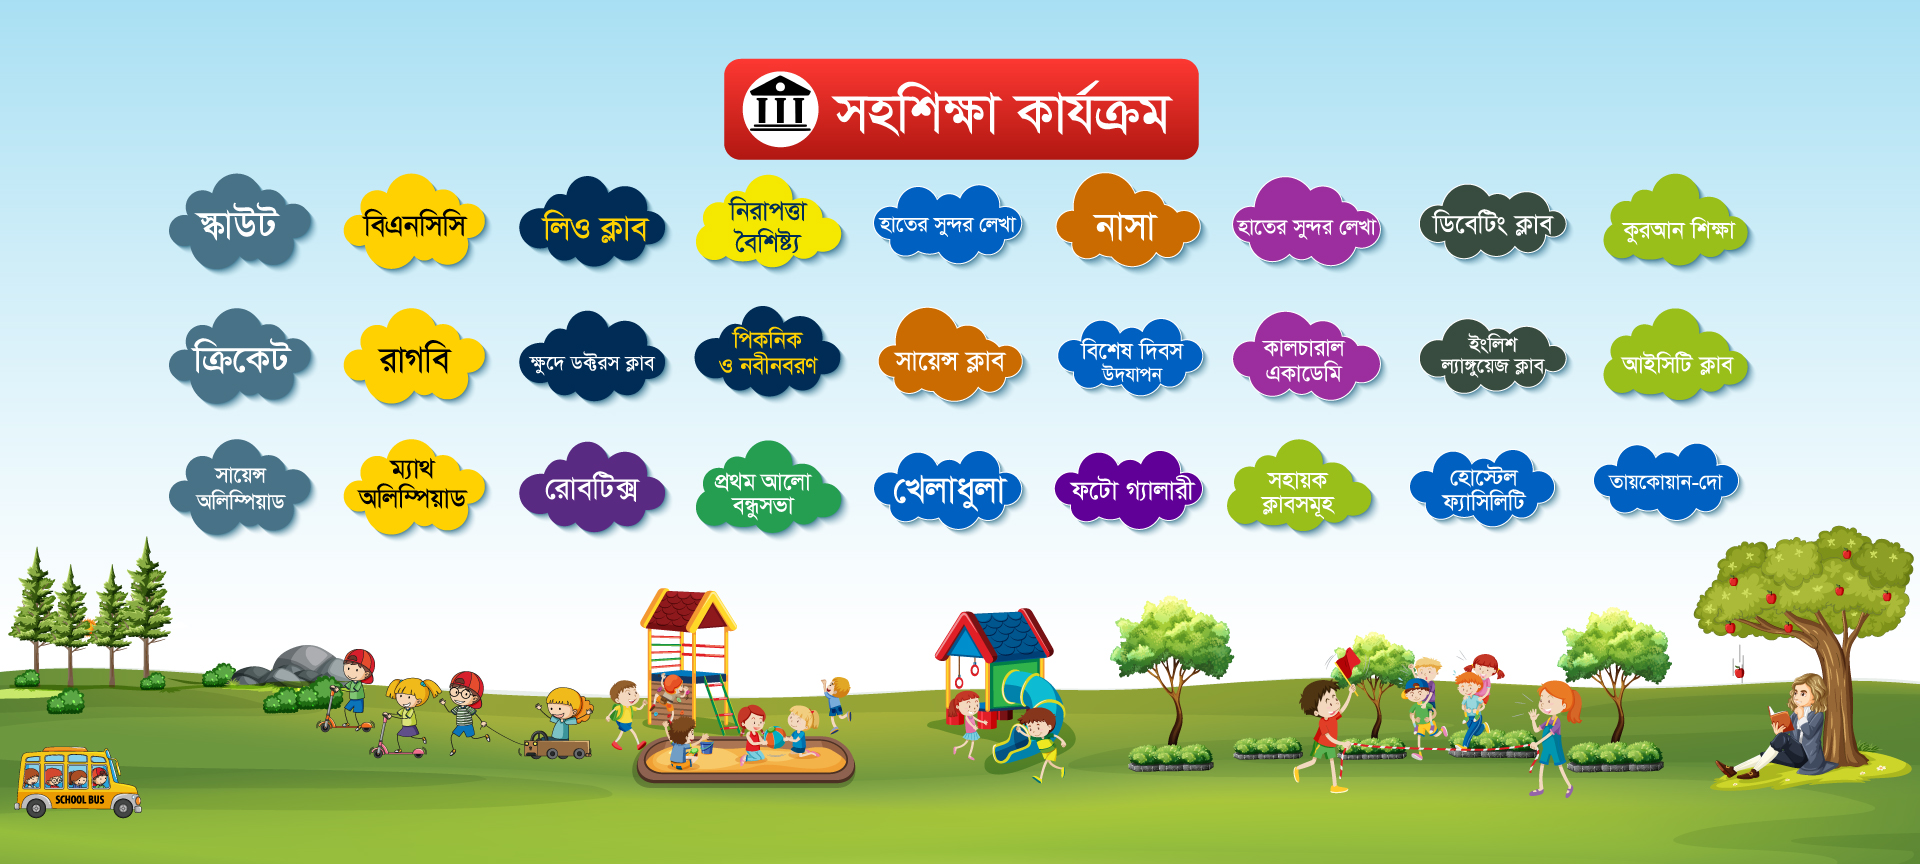 সহশিক্ষা কার্যক্রম
স্কাউট
বিএনসিসি
লিও ক্লাব
নিরাপত্তা
বৈশিষ্ট্য
হাতের সুন্দর লেখা
নাসা
হাতের সুন্দর লেখা
ডিবেটিং ক্লাব
কুরআন শিক্ষা
ক্রিকেট
রাগবি
ক্ষুদে ডক্টরস ক্লাব
পিকনিক
ও নবীনবরণ
সায়েন্স ক্লাব
বিশেষ দিবস
উদযাপন
কালচারাল
একাডেমি
ইংলিশ
ল্যাঙ্গুয়েজ ক্লাব
আইসিটি ক্লাব
সায়েন্স
অলিম্পিয়াড
ম্যাথ
অলিম্পিয়াড
রোবটিক্স
প্রথম আলো
বন্ধুসভা
খেলাধুলা
ফটো গ্যালারী
সহায়ক
ক্লাবসমূহ
হোস্টেল
ফ্যাসিলিটি
তায়কোয়ান-দো
SCHOOL BUS